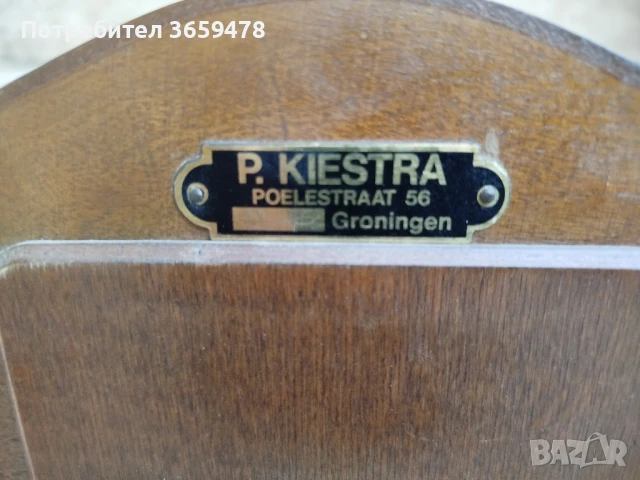 Потребител 3659478
P. KIESTRA
POELESTRAAT 56
Groningen
BAZAR